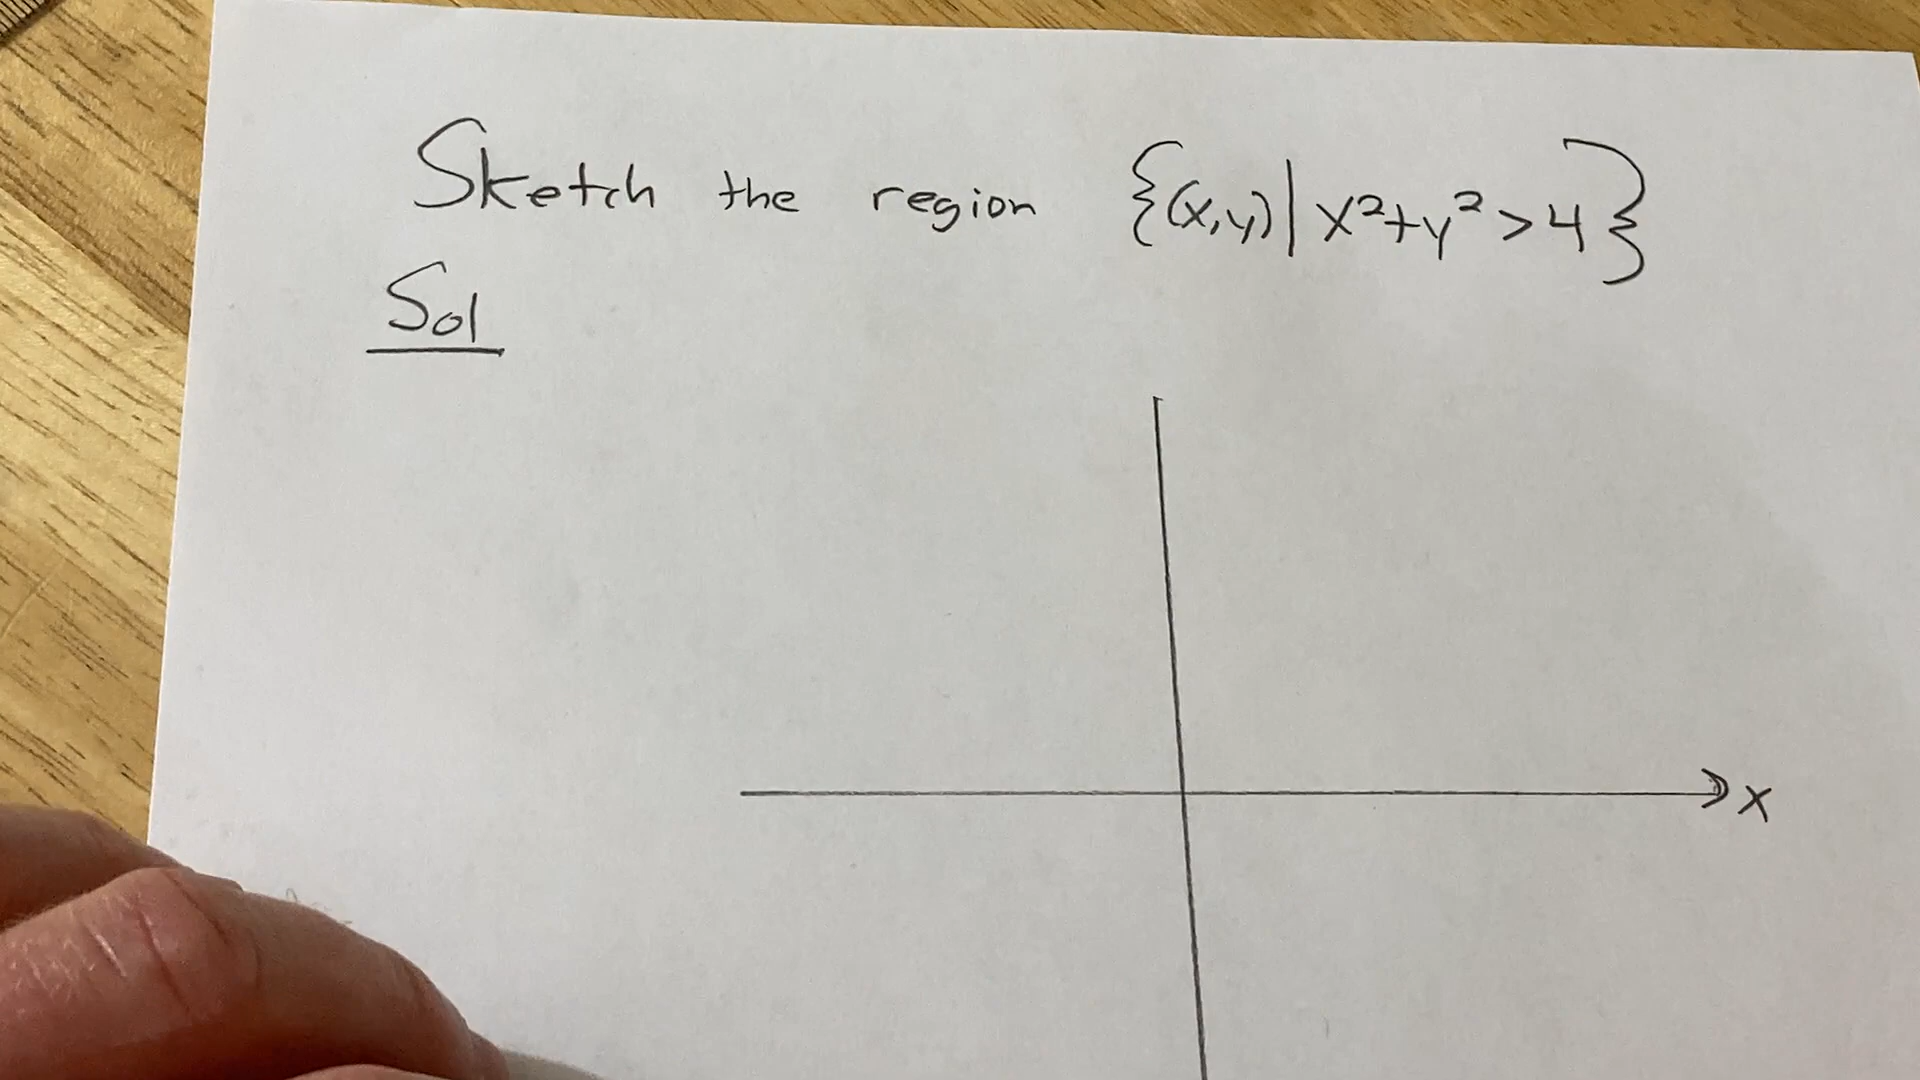 Sketch the region {(x,y)|x²+y²>4}
Sol
x